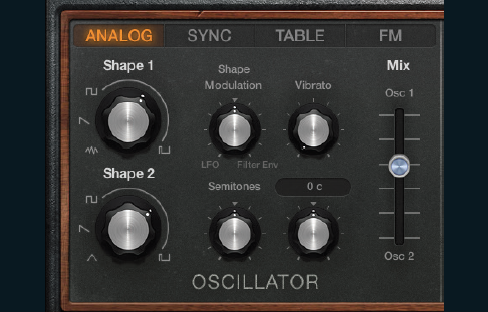 ANALOG SYNC TABLE FM
Shape 1
Shape
Modulation
Vibrato
Mix
Osc 1
LFO Filter Env
Shape 2
Semitones
0 c
Osc 2
OSCILLATOR